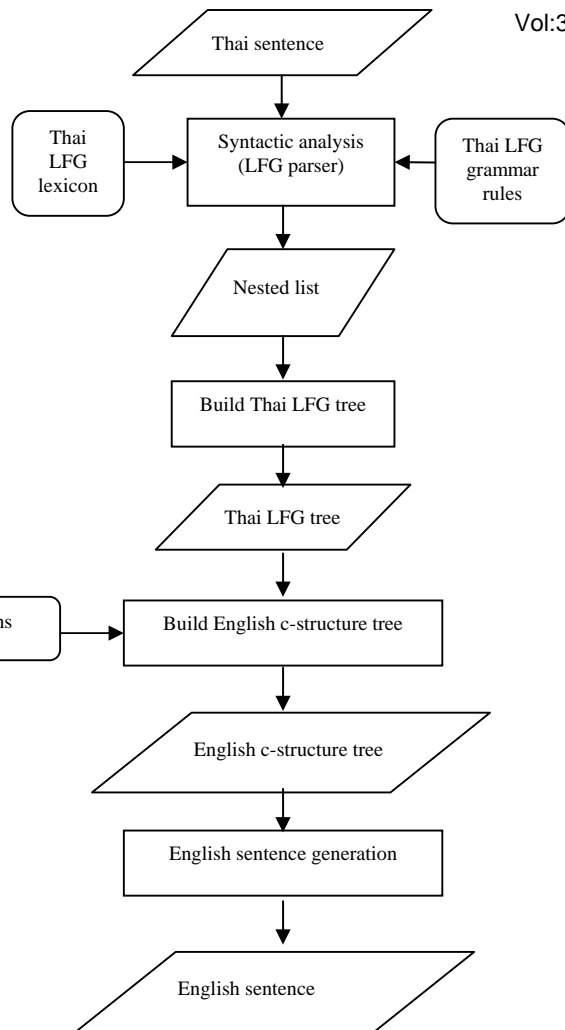 Vol:3
Thai sentence
Thai
LFG
lexicon
Syntactic analysis
(LFG parser)
Thai LFG
grammar
rules
Nested list
Build Thai LFG tree
Thai LFG tree
Build English c-structure tree
English c-structure tree
English sentence generation
English sentence